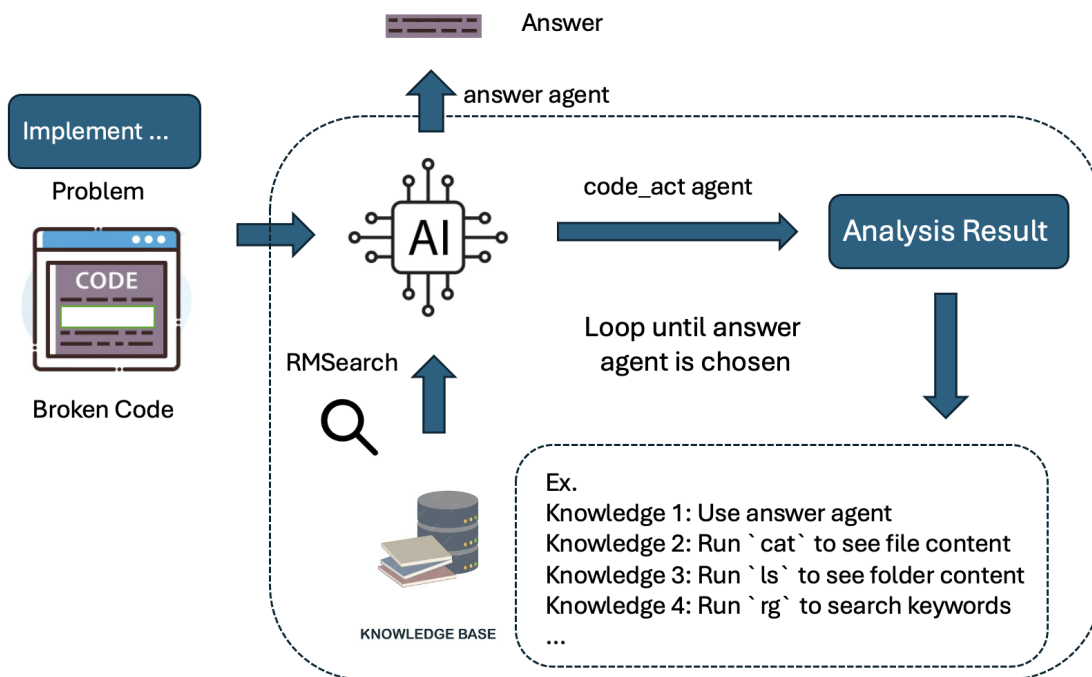 Answer
answer agent
Implement ...
Problem
CODE
Broken Code
AI
code_act agent
Analysis Result
Loop until answer
agent is chosen
RMSearch
KNOWLEDGE BASE
Ex.
Knowledge 1: Use answer agent
Knowledge 2: Run `cat` to see file content
Knowledge 3: Run `ls` to see folder content
Knowledge 4: Run `rg` to search keywords
...